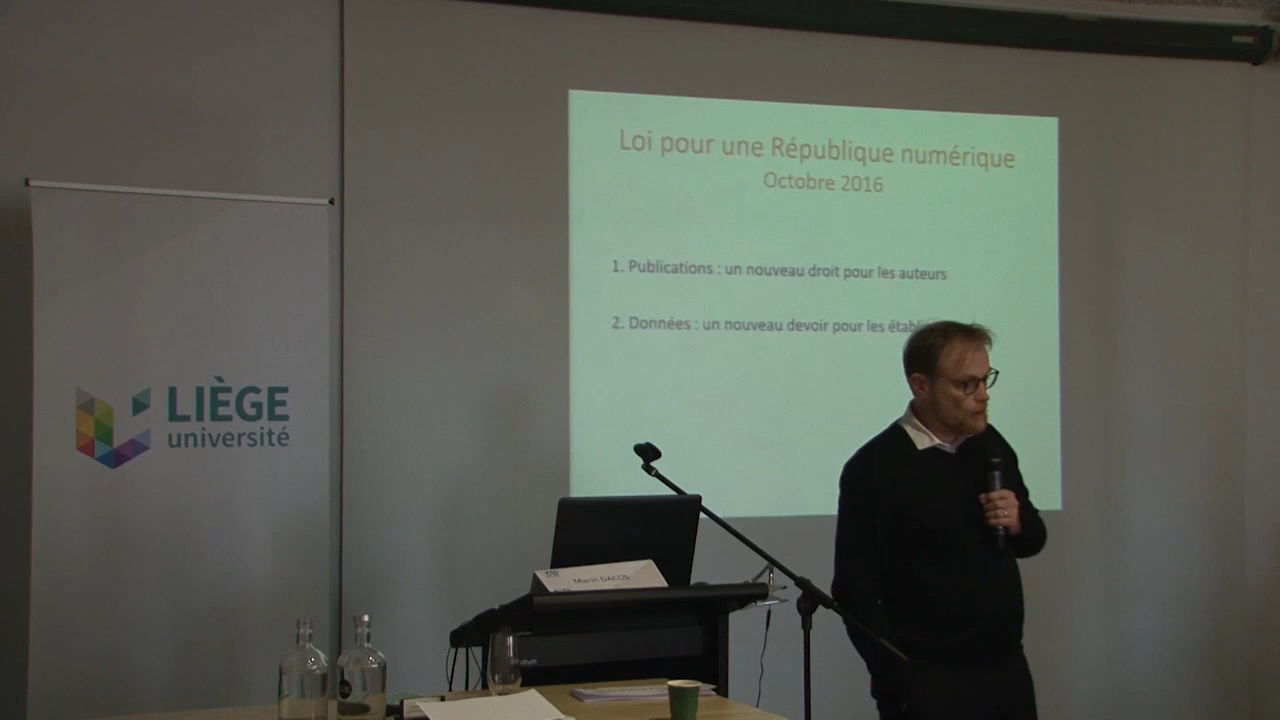 Loi pour une République numérique
Octobre 2016
1. Publications : un nouveau droit pour les auteurs
2. Données : un nouveau devoir pour les
LIÈGE
université
Marin DACOS